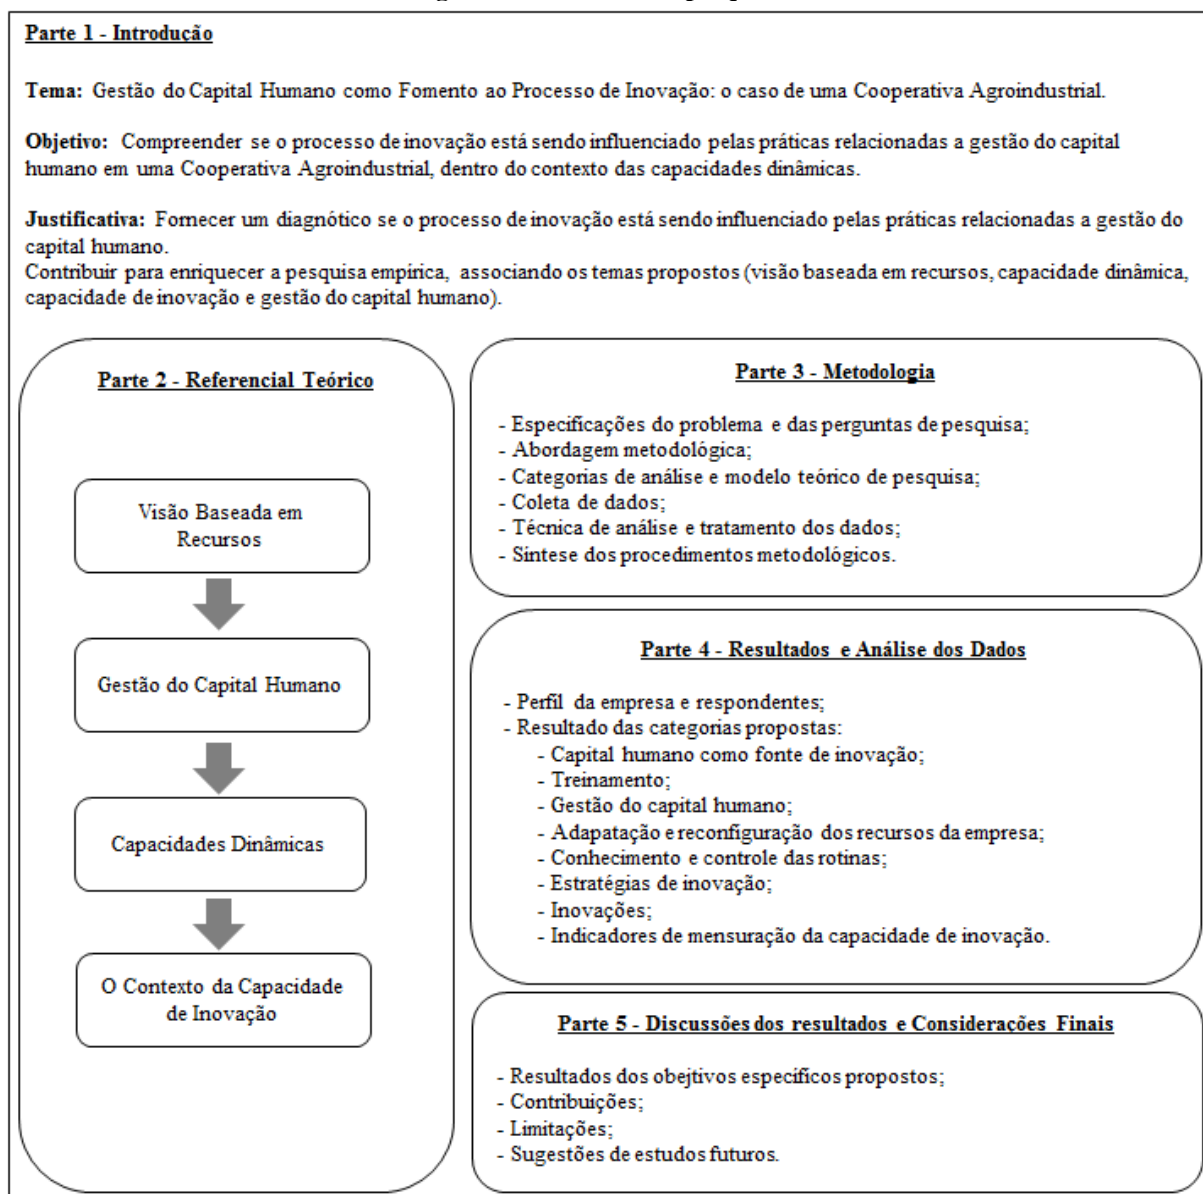 Parte 1 - Introdução
Tema: Gestão do Capital Humano como Fomento ao Processo de Inovação: o caso de uma Cooperativa Agroindustrial.
Objetivo: Compreender se o processo de inovação está sendo influenciado pelas práticas relacionadas a gestão do capital
humano em uma Cooperativa Agroindustrial, dentro do contexto das capacidades dinâmicas.
Justificativa: Fornecer um diagnótico se o processo de inovação está sendo influenciado pelas práticas relacionadas a gestão do
capital humano.
Contribuir para enriquecer a pesquisa empírica, associando os temas propostos (visão baseada em recursos, capacidade dinâmica,
capacidade de inovação e gestão do capital humano).
Parte 2 - Referencial Teórico
Visão Baseada em
Recursos
Gestão do Capital Humano
Capacidades Dinâmicas
O Contexto da Capacidade
de Inovação
Parte 3 - Metodologia
- Especificações do problema e das perguntas de pesquisa;
- Abordagem metodológica;
- Categorias de análise e modelo teórico de pesquisa;
- Coleta de dados;
- Técnica de análise e tratamento dos dados;
- Síntese dos procedimentos metodológicos.
Parte 4 - Resultados e Análise dos Dados
- Perfil da empresa e respondentes;
- Resultado das categorias propostas:
- Capital humano como fonte de inovação;
- Treinamento;
- Gestão do capital humano;
- Adapatação e reconfiguração dos recursos da empresa;
- Conhecimento e controle das rotinas;
- Estratégias de inovação;
- Inovações;
- Indicadores de mensuração da capacidade de inovação.
Parte 5 - Discussões dos resultados e Considerações Finais
- Resultados dos obejtivos específicos propostos;
- Contribuições;
- Limitações;
- Sugestões de estudos futuros.